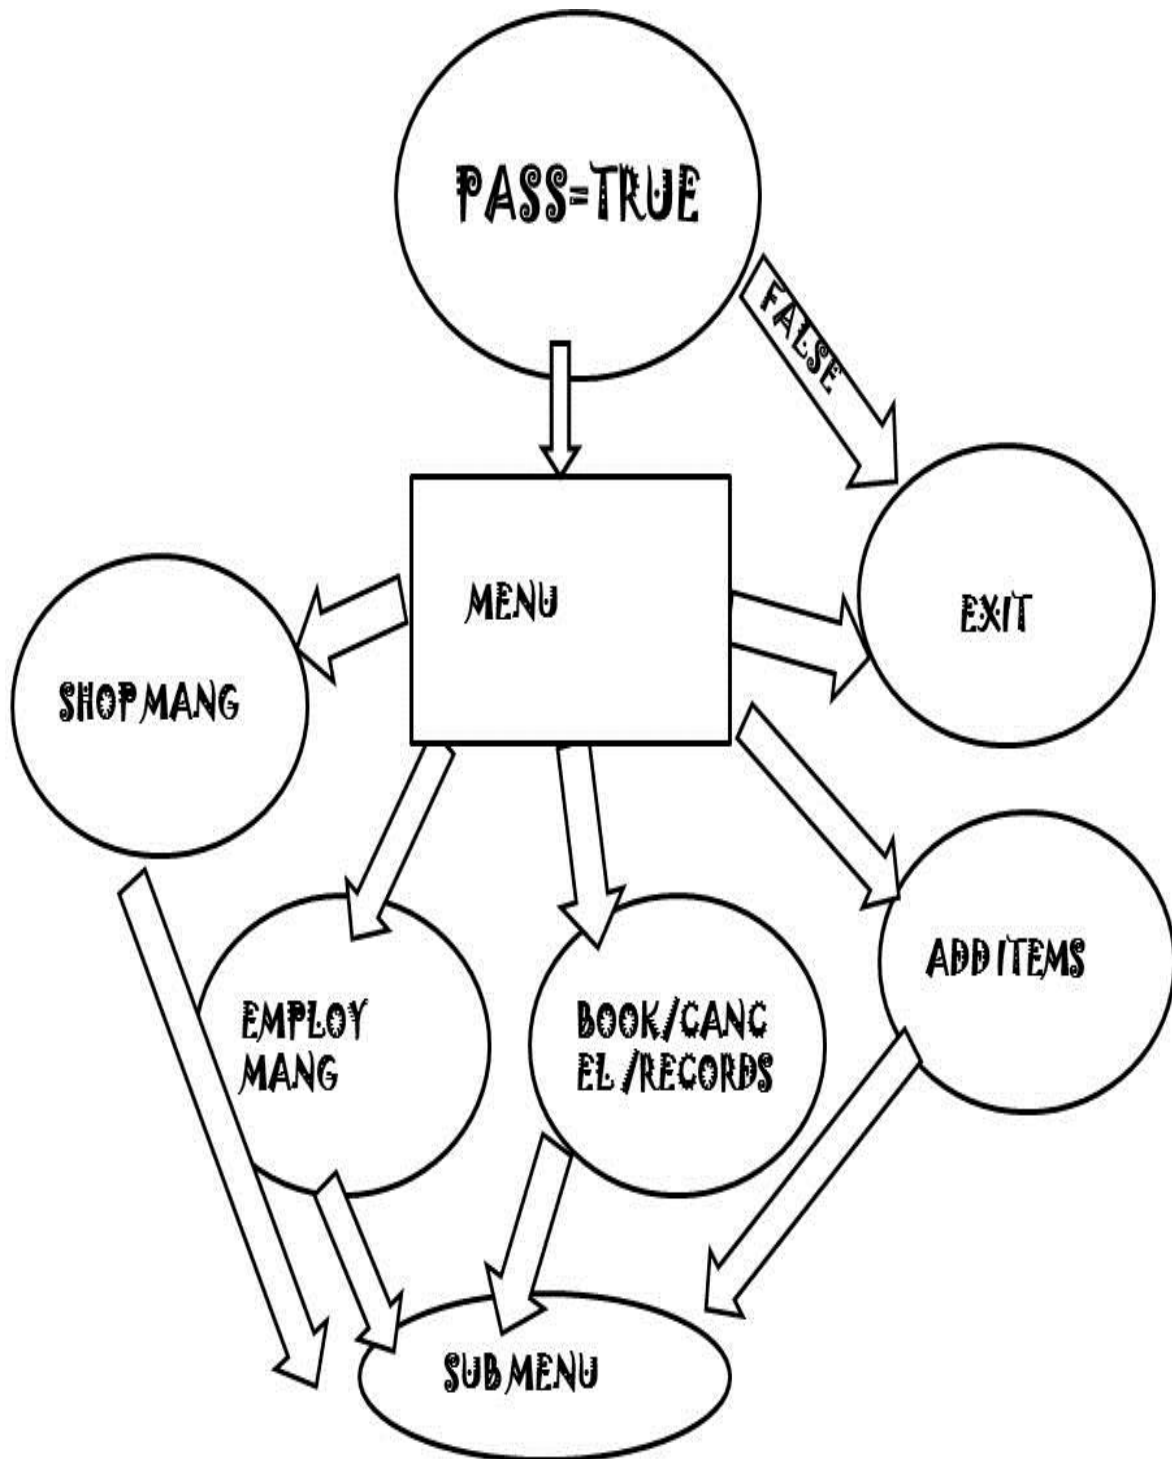 PASS=TRUE
FALSE
MENU
EXIT
SHOP MANG
ADD ITEMS
EMPLOY
MANG
BOOK/CANC
EL/RECORDS
SUB MENU